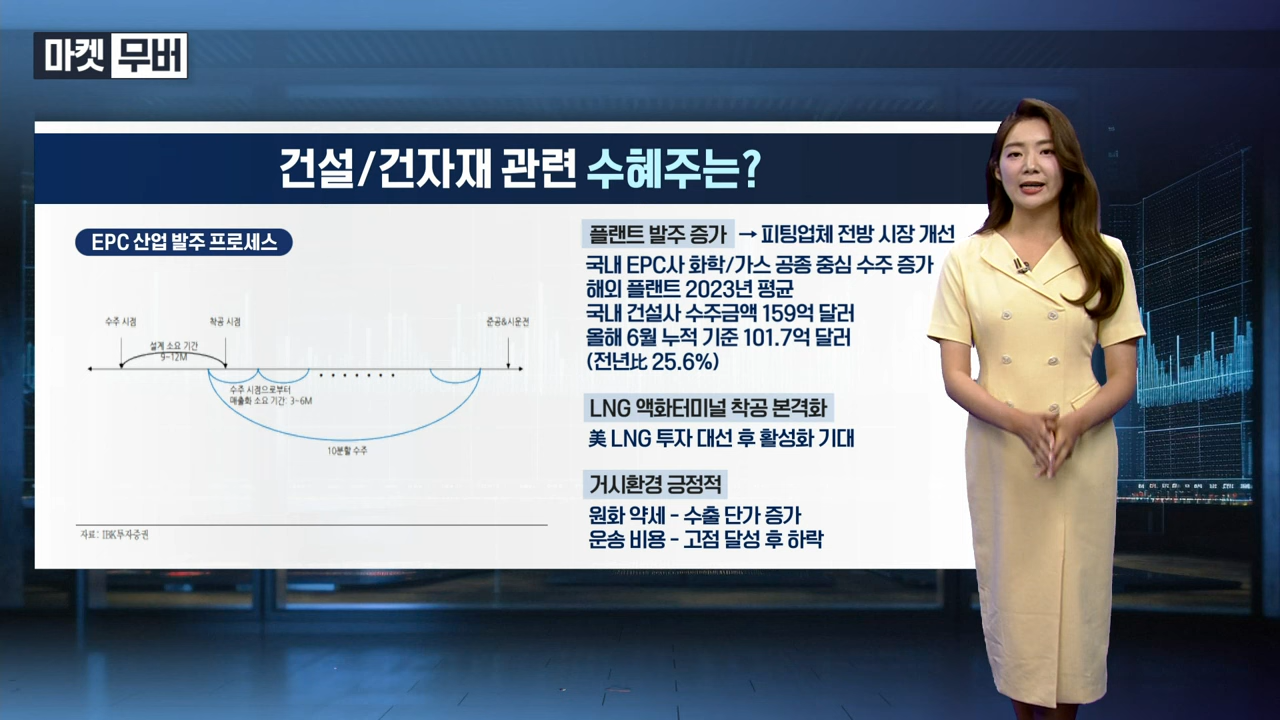 마켓 무버
건설/건자재 관련 수혜주는?
EPC 산업 발주 프로세스
수주 시점
착공 시점
준공&시운전
설계 소요 기간
9-12M
수주 시점으로부터
매출화 소요 기간: 3-6M
10분할 수주
자료: IBK투자증권
플랜트 발주 증가 → 피팅업체 전방 시장 개선
국내 EPC사 화학/가스 공종 중심 수주 증가
해외 플랜트 2023년 평균
국내 건설사 수주금액 159억 달러
올해 6월 누적 기준 101.7억 달러
(전년比 25.6%)
LNG 액화터미널 착공 본격화
美 LNG 투자 대선 후 활성화 기대
거시환경 긍정적
원화 약세 - 수출 단가 증가
운송 비용 - 고점 달성 후 하락